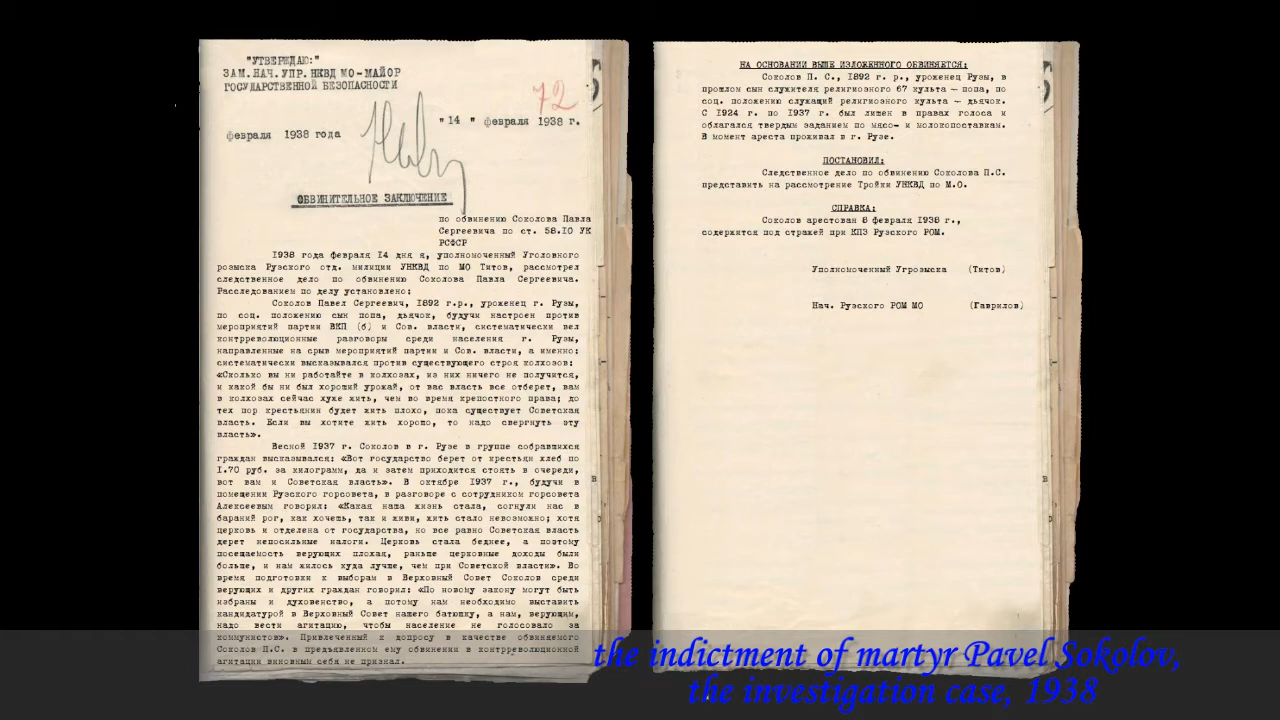 "УТВЕРЖДАЮ:"
ЗАМ.НАЧ.УПР.НКВД МО-МАЙОР
ГОСУДАРСТВЕННОЙ БЕЗОПАСНОСТИ
72
"14 " февраля 1938 г.
февраля 1938 года
ОБВИНИТЕЛЬНОЕ ЗАКЛЮЧЕНИЕ
по обвинению Соколова Павла
Сергеевича по ст. 58.10 УК
РСФСР
1938 года февраля 14 дня я, уполномоченный Уголовного
розыска Рузского отд. милиции УНКВД по МО Титов, рассмотрел
следственное дело по обвинению Соколова Павла Сергеевича.
Расследованием по делу установлено:
Соколов Павел Сергеевич, 1892 г.р., уроженец г. Рузы,
по соц. положению сын попа, дьячок, будучи настроен против
мероприятий партии ВКП (б) и Сов. власти, систематически вел
контрреволюционные разговоры среди населения г. Рузы,
направленные на срыв мероприятий партии и Сов. власти, а именно:
систематически высказывался против существующего строя колхозов:
«Сколько вы ни работайте в колхозах, из них ничего не получится,
и какой бы ни был хороший урожай, от вас власть все отберет, вам
в колхозах сейчас хуже жить, чем во время крепостного права; до
тех пор крестьянин будет жить плохо, пока существует Советская
власть. Если вы хотите жить хорошо, то надо свергнуть эту
власть».
Весной 1937 г. Соколов в г. Рузе в группе собравшихся
граждан высказывался: «Вот государство берет от крестьян хлеб по
1.70 руб. за килограмм, да и затем приходится стоять в очереди,
вот вам и Советская власть». В октябре 1937 г., будучи в
помещении Рузского горсовета, в разговоре с сотрудником горсовета
Алексеевым говорил: «Какая наша жизнь стала, согнули нас в
бараний рог, как хочешь, так и живи, жить стало невозможно; хотя
церковь и отделена от государства, но все равно Советская власть
дерет непосильные налоги. Церковь стала беднее, а поэтому
посещаемость верующих плохая, раньше церковные доходы были
больше, и нам жилось куда лучше, чем при Советской власти». Во
время подготовки к выборам в Верховный Совет Соколов среди
верующих и других граждан говорил: «По новому закону могут быть
избраны и духовенство, а потому нам необходимо выставить
кандидатурой в Верховный Совет нашего батюшку, а нам, верующим,
надо вести агитацию, чтобы население не голосовало за
коммунистов». Привлеченный к допросу в качестве обвиняемого
Соколов П.С. в предъявленном ему обвинении в контрреволюционной
агитации виновным себя не признал.
НА ОСНОВАНИИ ВЫШЕ ИЗЛОЖЕННОГО ОБВИНЯЕТСЯ:
Соколов П. С., 1892 г. р., уроженец Рузы, в
прошлом сын служителя религиозного 67 культа — попа, по
соц. положению служащий религиозного культа — дьячок.
С 1924 г. по 1937 г. был лишен в правах голоса и
облагался твердым заданием по мясо- и молокопоставкам.
В момент ареста проживал в г. Рузе.
ПОСТАНОВИЛ:
Следственное дело по обвинению Соколова П.С.
представить на рассмотрение Тройки УНКВД по М.О.
СПРАВКА:
Соколов арестован 8 февраля 1938 г.,
содержится под стражей при КПЗ Рузского РОМ.
Уполномоченный Угрозыска (Титов)
Нач. Рузского РОМ МО (Гаврилов)
the indictment of martyr Pavel Sokolov,
the investigation case, 1938